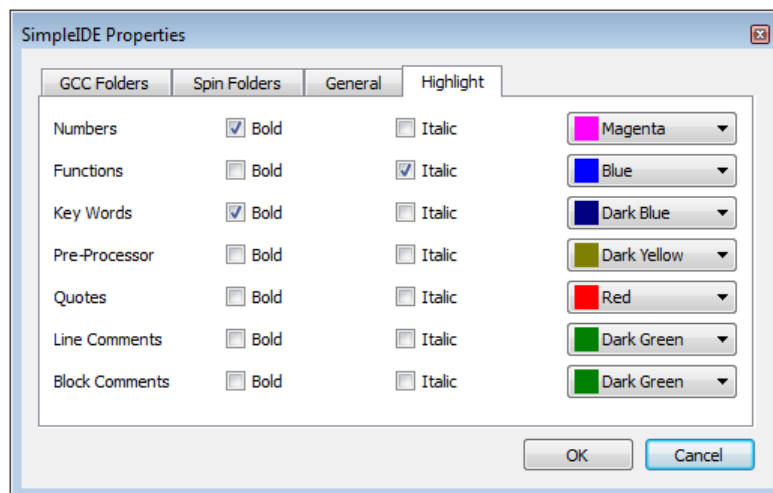 SimpleIDE Properties
GCC Folders Spin Folders General Highlight
Numbers Bold Italic Magenta
Functions Bold Italic Blue
Key Words Bold Italic Dark Blue
Pre-Processor Bold Italic Dark Yellow
Quotes Bold Italic Red
Line Comments Bold Italic Dark Green
Block Comments Bold Italic Dark Green
OK Cancel